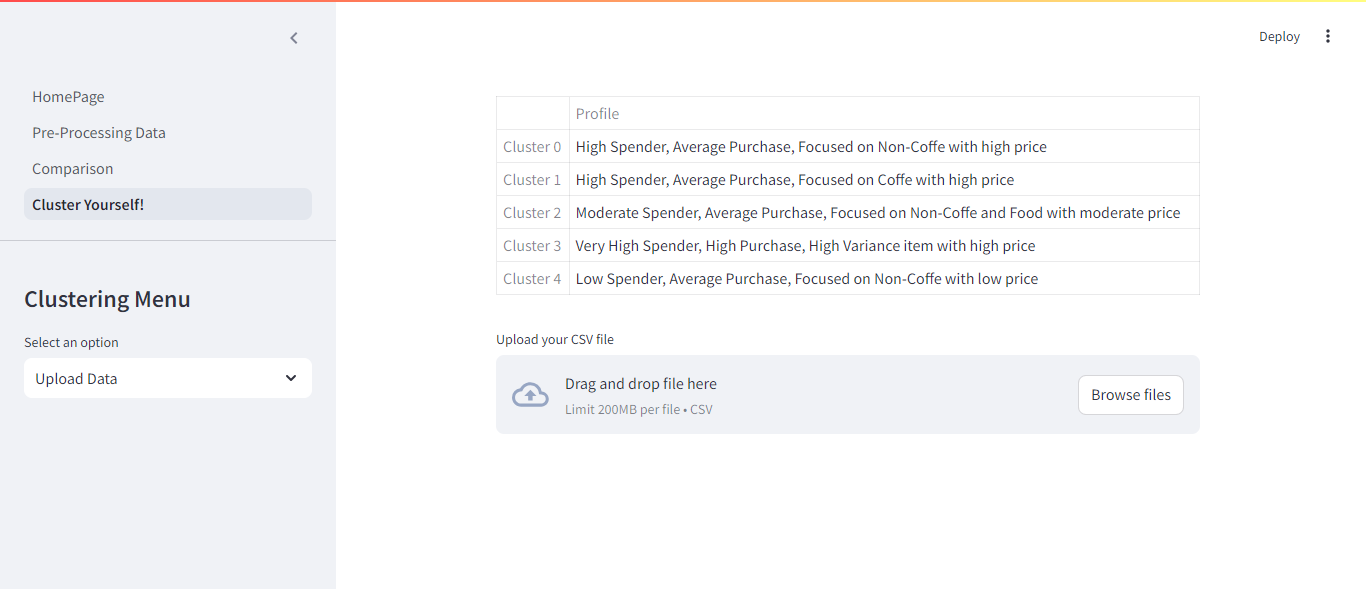 Deploy
HomePage
Pre-Processing Data
Comparison
Cluster Yourself!
Clustering Menu
Select an option
Upload Data
Profile
Cluster 0 High Spender, Average Purchase, Focused on Non-Coffe with high price
Cluster 1 High Spender, Average Purchase, Focused on Coffe with high price
Cluster 2 Moderate Spender, Average Purchase, Focused on Non-Coffe and Food with moderate price
Cluster 3 Very High Spender, High Purchase, High Variance item with high price
Cluster 4 Low Spender, Average Purchase, Focused on Non-Coffe with low price
Upload your CSV file
Drag and drop file here
Limit 200MB per file • CSV
Browse files